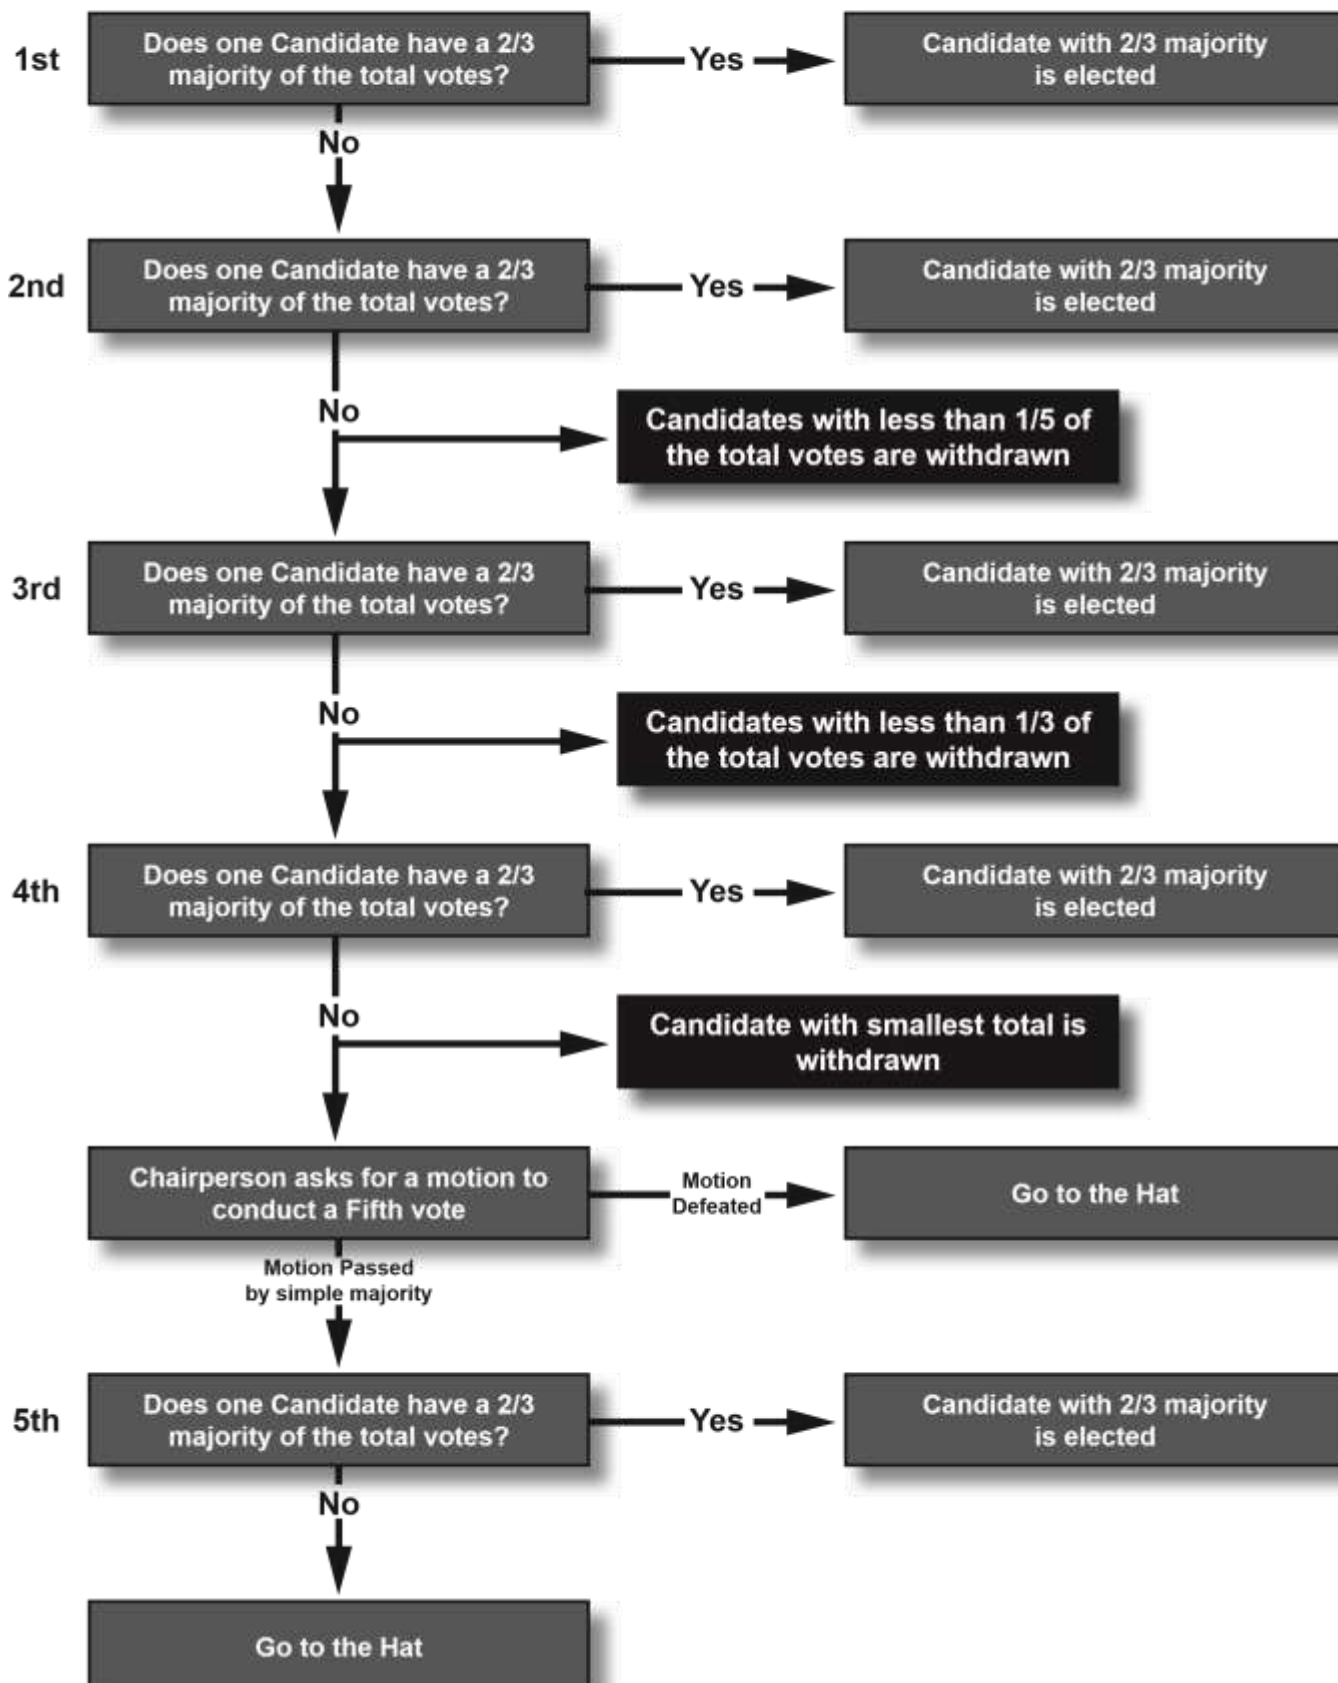 1st
Does one Candidate have a 2/3
majority of the total votes?
Yes
Candidate with 2/3 majority
is elected
No
2nd
Does one Candidate have a 2/3
majority of the total votes?
Yes
Candidate with 2/3 majority
is elected
No
Candidates with less than 1/5 of
the total votes are withdrawn
3rd
Does one Candidate have a 2/3
majority of the total votes?
Yes
Candidate with 2/3 majority
is elected
No
Candidates with less than 1/3 of
the total votes are withdrawn
4th
Does one Candidate have a 2/3
majority of the total votes?
Yes
Candidate with 2/3 majority
is elected
No
Candidate with smallest total is
withdrawn
Chairperson asks for a motion to
conduct a Fifth vote
Motion
Defeated
Go to the Hat
Motion Passed
by simple majority
5th
Does one Candidate have a 2/3
majority of the total votes?
Yes
Candidate with 2/3 majority
is elected
No
Go to the Hat